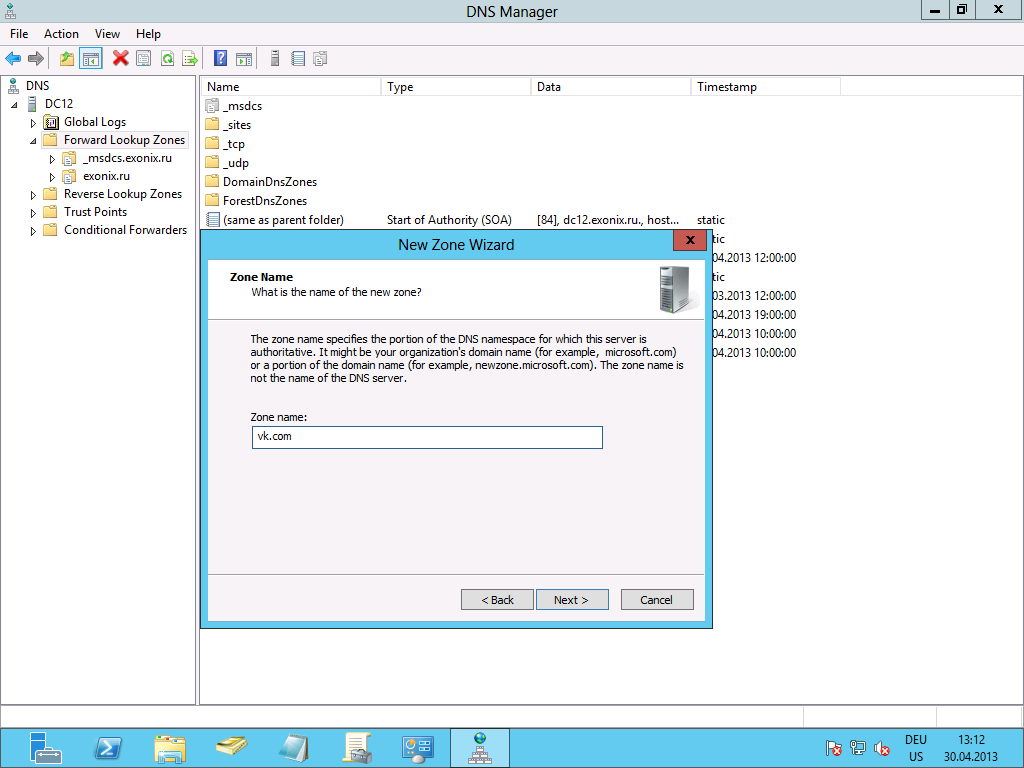 DNS Manager
File Action View Help
DNS
DC12
Global Logs
Forward Lookup Zones
_msdcs.exonix.ru
exonix.ru
Reverse Lookup Zones
Trust Points
Conditional Forwarders
Name Type Data Timestamp
_msdcs
_sites
_tcp
_udp
DomainDnsZones
ForestDnsZones
(same as parent folder) Start of Authority (SOA) [84], dc12.exonix.ru., host... static
tic
04.2013 12:00:00
tic
03.2013 12:00:00
04.2013 19:00:00
04.2013 10:00:00
04.2013 10:00:00
New Zone Wizard
Zone Name
What is the name of the new zone?
The zone name specifies the portion of the DNS namespace for which this server is
authoritative. It might be your organization's domain name (for example, microsoft.com)
or a portion of the domain name (for example, newzone.microsoft.com). The zone name is
not the name of the DNS server.
Zone name:
vk.com
< Back Next > Cancel
DEU 13:12
US 30.04.2013